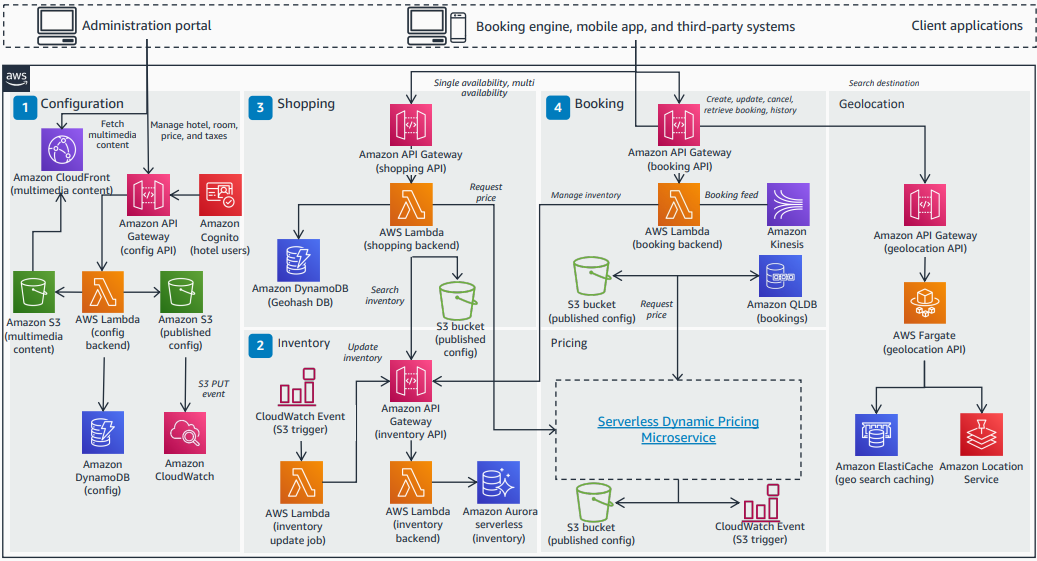 Administration portal
Booking engine, mobile app, and third-party systems
Client applications
aws
1 Configuration
Fetch
multimedia
content
Manage hotel, room,
price, and taxes
Amazon CloudFront
(multimedia content)
Amazon API
Gateway
(config API)
Amazon
Cognito
(hotel users)
Amazon S3
(multimedia
content)
AWS Lambda
(config
backend)
Amazon S3
(published
config)
S3 PUT
event
Amazon
DynamoDB
(config)
Amazon
CloudWatch
3 Shopping
Single availability, multi
availability
Amazon API Gateway
(shopping API)
Request
price
AWS Lambda
(shopping backend)
Amazon DynamoDB
(Geohash DB)
Search
inventory
S3 bucket
(published
config)
2 Inventory
Update
inventory
CloudWatch Event
(S3 trigger)
Amazon API
Gateway
(inventory API)
AWS Lambda
(inventory
update job)
AWS Lambda
(inventory
backend)
Amazon Aurora
serverless
(inventory)
4 Booking
Create, update, cancel,
retrieve booking, history
Amazon API Gateway
(booking API)
Manage inventory
Booking feed
AWS Lambda
(booking backend)
Amazon
Kinesis
S3 bucket
(published config)
Request
price
Amazon QLDB
(bookings)
Pricing
Serverless Dynamic Pricing
Microservice
S3 bucket
(published config)
CloudWatch Event
(S3 trigger)
Search destination
Geolocation
Amazon API Gateway
(geolocation API)
AWS Fargate
(geolocation API)
Amazon ElastiCache
(geo search caching)
Amazon Location
Service